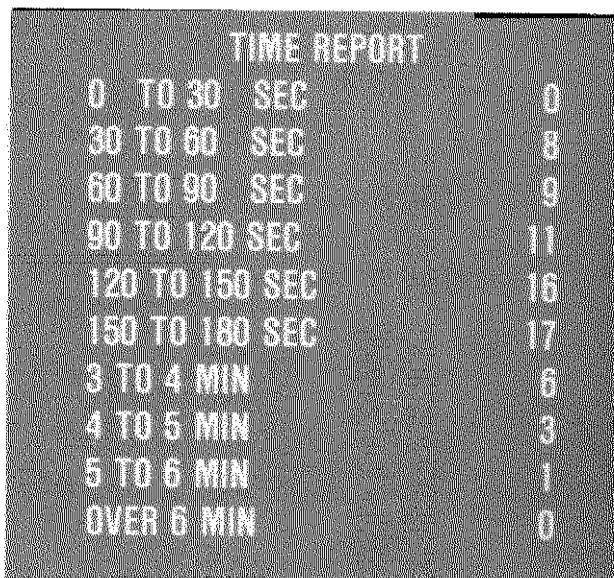 TIME REPORT
0 TO 30 SEC 0
30 TO 60 SEC 8
60 TO 90 SEC 9
90 TO 120 SEC 11
120 TO 150 SEC 16
150 TO 180 SEC 17
3 TO 4 MIN 6
4 TO 5 MIN 3
5 TO 6 MIN 1
OVER 6 MIN 0